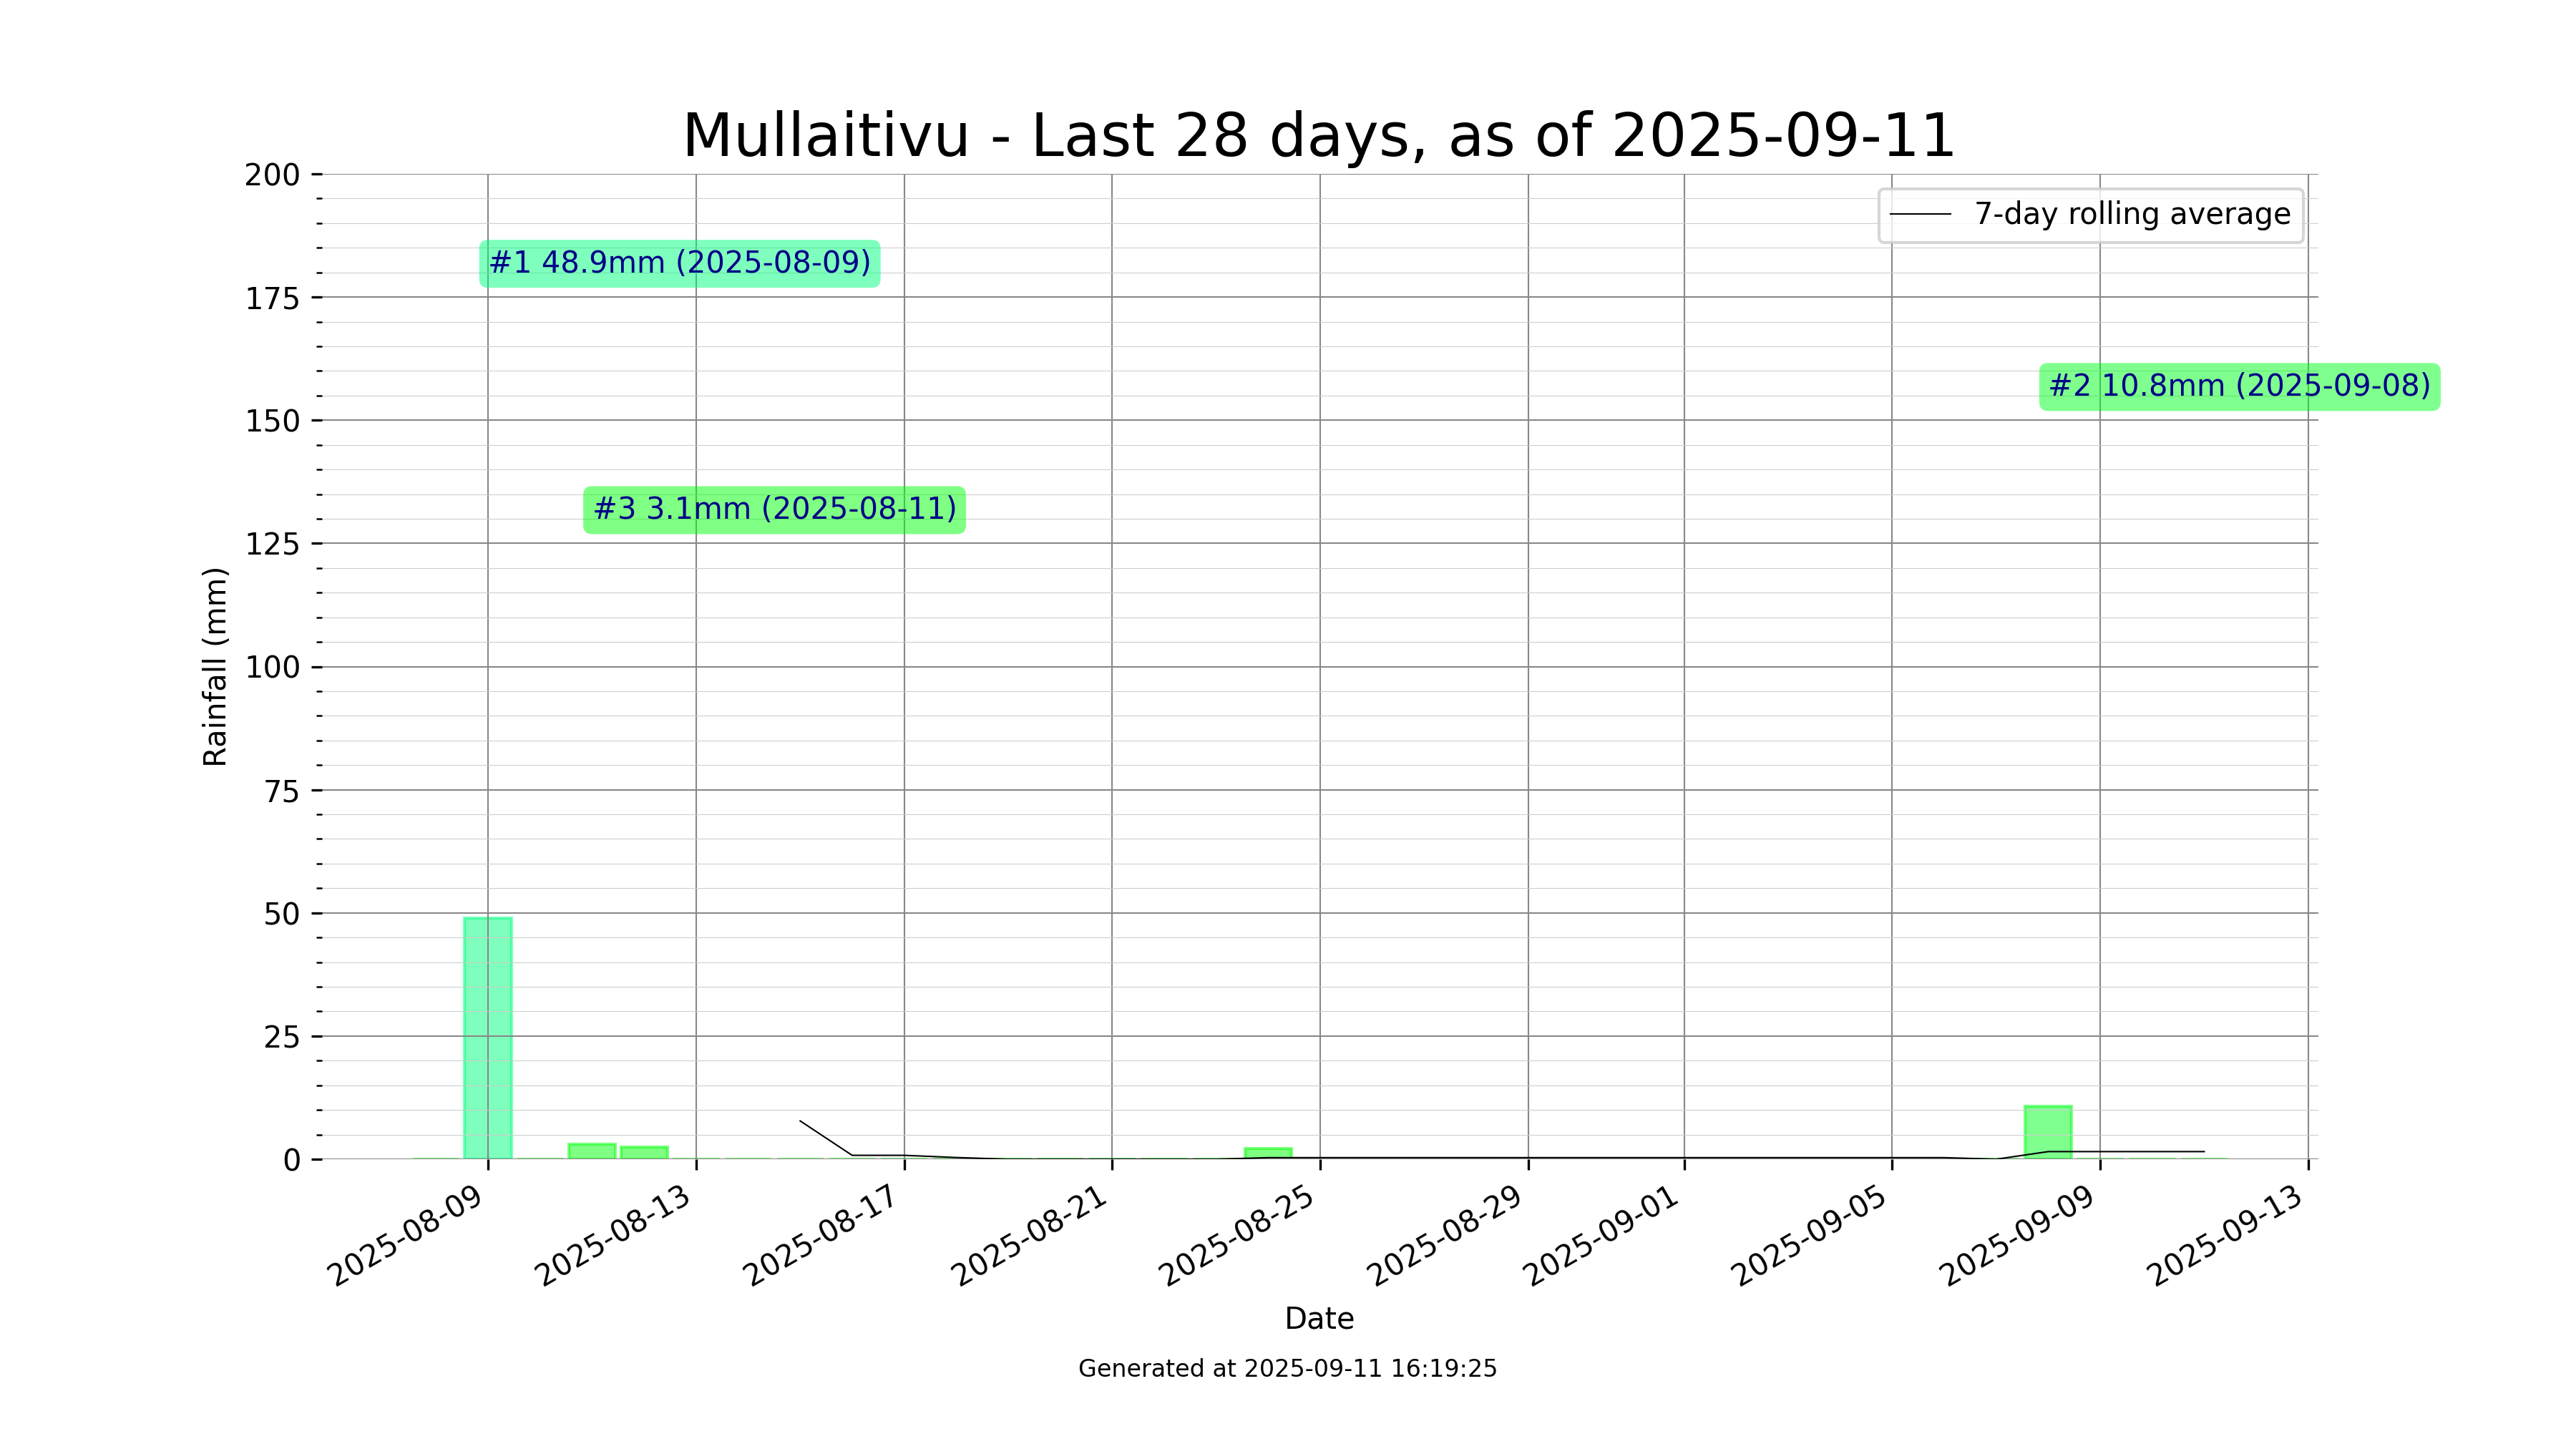 Mullaitivu - Last 28 days, as of 2025-09-11
7-day rolling average
#1 48.9mm (2025-08-09)
#2 10.8mm (2025-09-08)
#3 3.1mm (2025-08-11)
Rainfall (mm)
200
175
150
125
100
75
50
25
0
2025-08-09
2025-08-13
2025-08-17
2025-08-21
2025-08-25
2025-08-29
2025-09-01
2025-09-05
2025-09-09
2025-09-13
Date
Generated at 2025-09-11 16:19:25